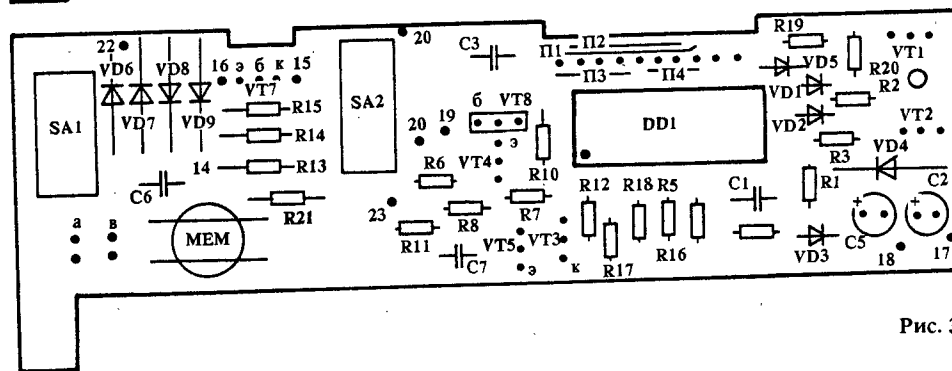 20
C3
П2
П1
П3
П4
R19
VD5
VT1
R20
R2
VD1
VD2
22
VD6
VD8
VD7
VD9
16 э б к 15
VT7
R15
R14
14
R13
SA1
SA2
20
19
б
VT8
э
VT4
R10
DD1
VT2
VD4
R3
C6
R6
R21
MEM
а
в
23
R11
R8
R7
C7
VT5
VT3
э
к
R12
R18
R5
R17
R16
C1
R1
VD3
C2
+
+
C5
18
17
Рис. 3